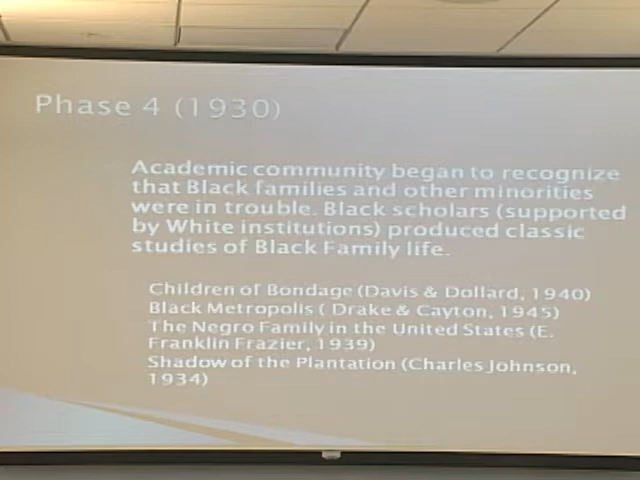 Phase 4 (1930)
Academic community began to recognize
that Black families and other minorities
were in trouble. Black scholars (supported
by White institutions) produced classic
studies of Black Family life.
Children of Bondage (Davis & Dollard, 1940)
Black Metropolis ( Drake & Cayton, 1945)
The Negro Family in the United States (E.
Franklin Frazier, 1939)
Shadow of the Plantation (Charles Johnson,
1934)